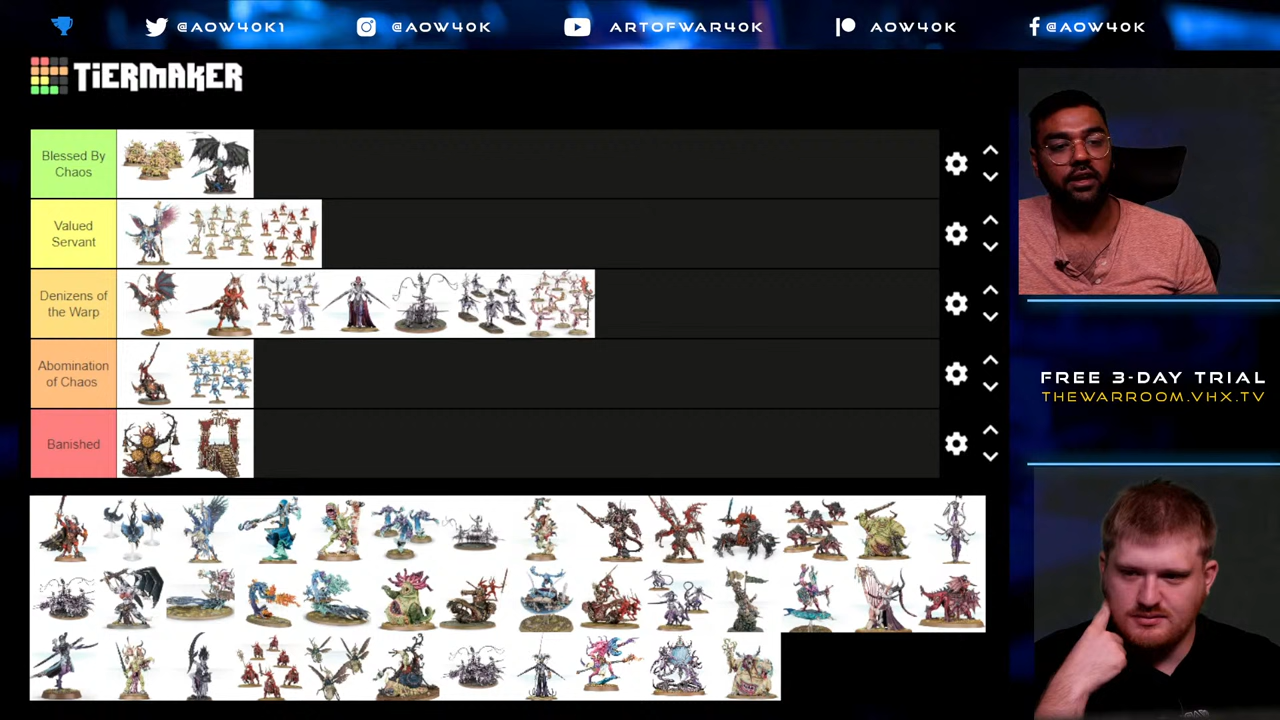 @AOW40K1
@AOW40K
ARTOFWAR40K
AOW40K
@AOW40K
TIERMAKER
Blessed By
Chaos
Valued
Servant
Denizens of
the Warp
Abomination
of Chaos
Banished
FREE 3-DAY TRIAL
THEWARROOM.VHX.TV